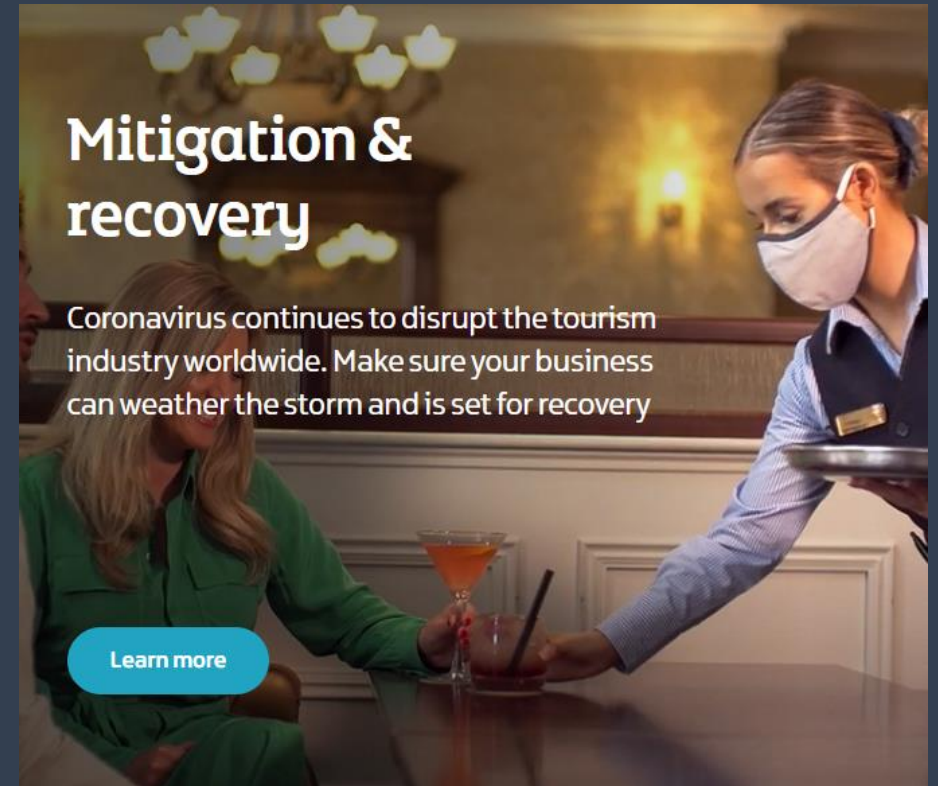 Mitigation &
recovery
Coronavirus continues to disrupt the tourism
industry worldwide. Make sure your business
can weather the storm and is set for recovery
Learn more